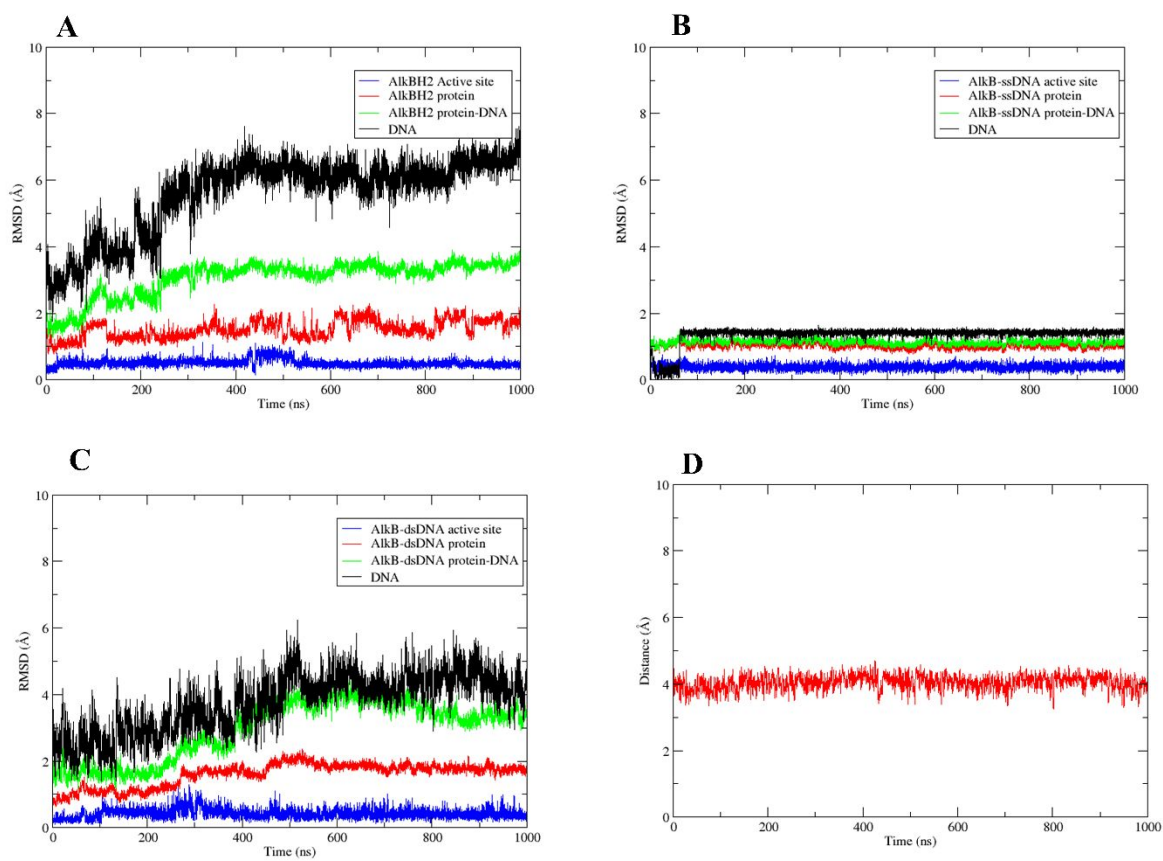 A
10
8
6
4
2
0
RMSD (Å)
0 200 400 600 800 1000
Time (ns)
AlkBH2 Active site
AlkBH2 protein
AlkBH2 protein-DNA
DNA
B
10
8
6
4
2
0
RMSD (Å)
0 200 400 600 800 1000
Time (ns)
AlkB-ssDNA active site
AlkB-ssDNA protein
AlkB-ssDNA protein-DNA
DNA
C
10
8
6
4
2
0
RMSD (Å)
0 200 400 600 800 1000
Time (ns)
AlkB-dsDNA active site
AlkB-dsDNA protein
AlkB-dsDNA protein-DNA
DNA
D
10
8
6
4
2
0
Distance (Å)
0 200 400 600 800 1000
Time (ns)